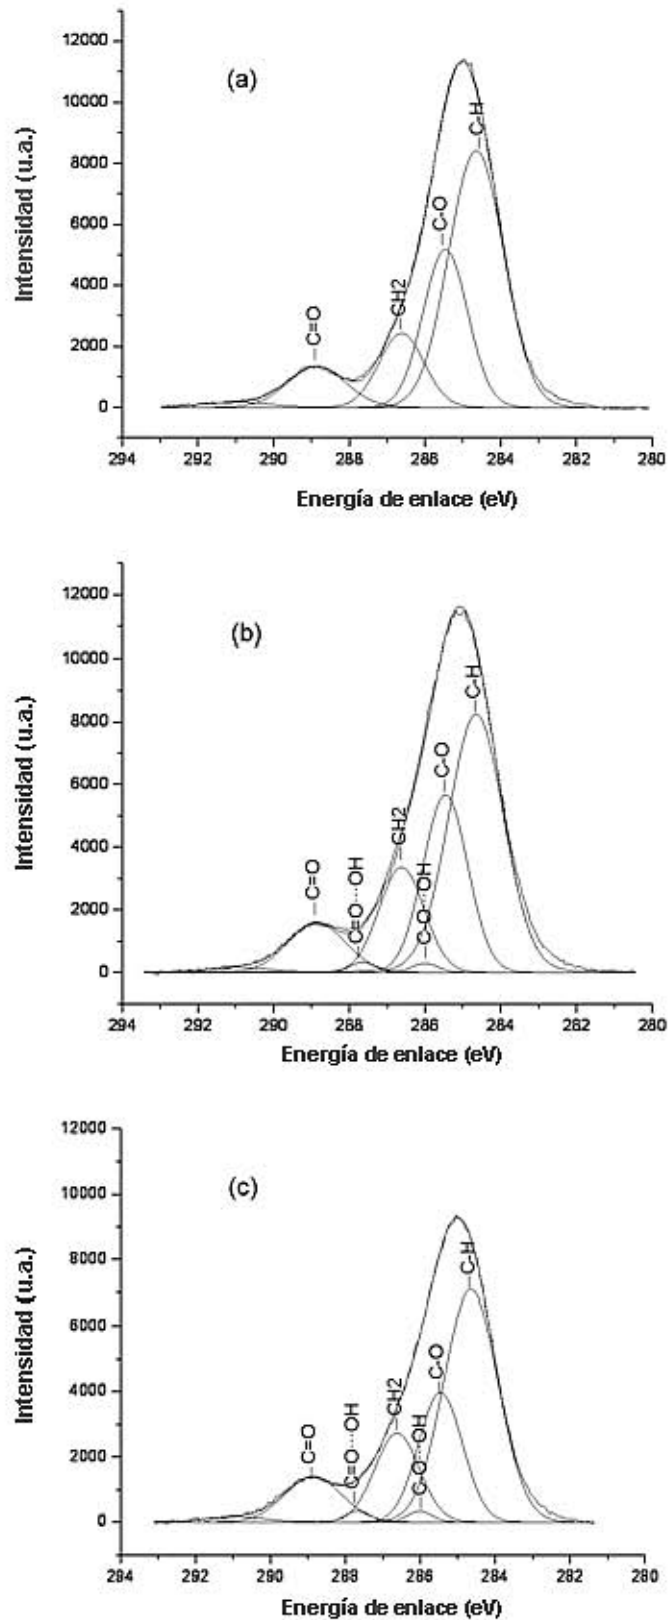 (a)
Intensidad (u.a.)
12000
10000
8000
6000
4000
2000
0
C=O
CH2
C-O
C-H
294 292 290 288 286 284 282 280
Energía de enlace (eV)
(b)
Intensidad (u.a.)
12000
10000
8000
6000
4000
2000
0
C=O
C=O·····OH
CH2
C-O·····OH
C-O
C-H
294 292 290 288 286 284 282 280
Energía de enlace (eV)
(c)
Intensidad (u.a.)
12000
10000
8000
6000
4000
2000
0
C=O
C=O·····OH
CH2
C-O·····OH
C-O
C-H
294 292 290 288 286 284 282 280
Energía de enlace (eV)